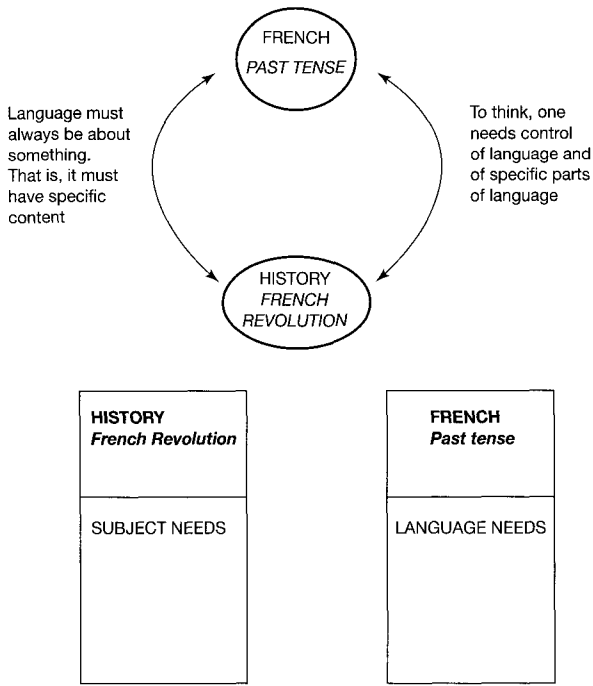 FRENCH
PAST TENSE
Language must
always be about
something.
That is, it must
have specific
content
To think, one
needs control
of language and
of specific parts
of language
HISTORY
FRENCH
REVOLUTION
HISTORY
French Revolution
SUBJECT NEEDS
FRENCH
Past tense
LANGUAGE NEEDS